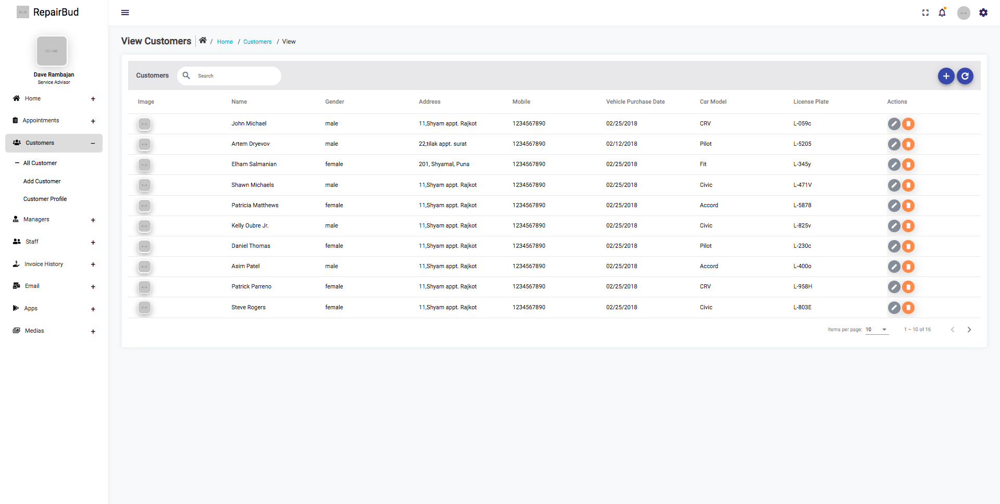 RepairBud
Dave Rambajan
Service Advisor
Home +
Appointments +
Customers −
− All Customer
Add Customer
Customer Profile
Managers +
Staff +
Invoice History +
Email +
Apps +
Medias +
View Customers / Home / Customers / View
Customers Search
Image Name Gender Address Mobile Vehicle Purchase Date Car Model License Plate Actions
John Michael male 11,Shyam appt. Rajkot 1234567890 02/25/2018 CRV L-059c
Artem Dryevov male 22,tilak appt. surat 1234567890 02/12/2018 Pilot L-5205
Elham Salmanian female 201, Shyamal, Puna 1234567890 02/25/2018 Fit L-345y
Shawn Michaels male 11,Shyam appt. Rajkot 1234567890 02/25/2018 Civic L-471V
Patricia Matthews female 11,Shyam appt. Rajkot 1234567890 02/25/2018 Accord L-5878
Kelly Oubre Jr. male 11,Shyam appt. Rajkot 1234567890 02/25/2018 Civic L-825v
Daniel Thomas female 11,Shyam appt. Rajkot 1234567890 02/25/2018 Pilot L-230c
Asim Patel male 11,Shyam appt. Rajkot 1234567890 02/25/2018 Accord L-400o
Patrick Parreno female 11,Shyam appt. Rajkot 1234567890 02/25/2018 CRV L-958H
Steve Rogers female 11,Shyam appt. Rajkot 1234567890 02/25/2018 Civic L-803E
Items per page: 10 1 – 10 of 16